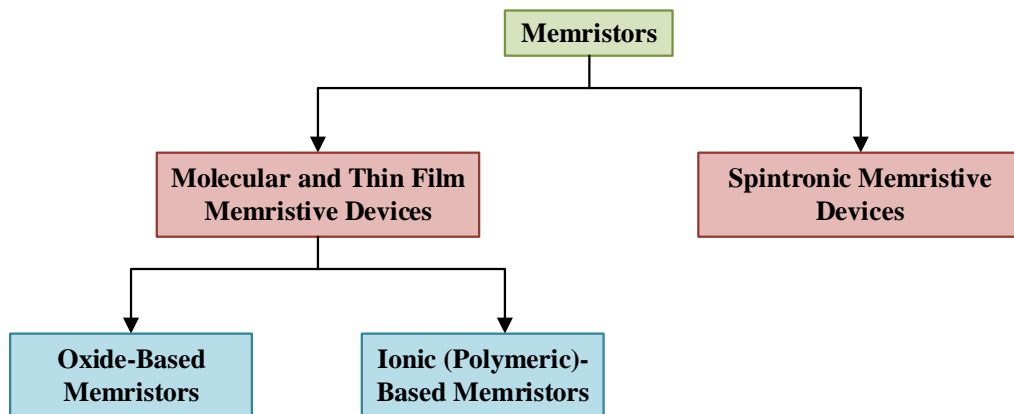 Memristors
Molecular and Thin Film
Memristive Devices
Spintronic Memristive
Devices
Oxide-Based
Memristors
Ionic (Polymeric)-
Based Memristors